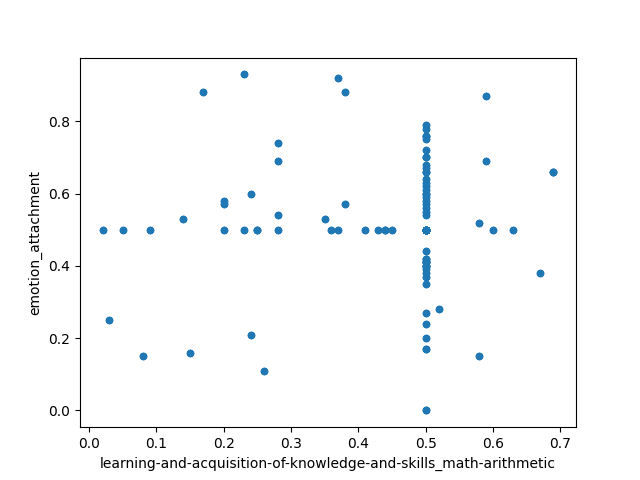 0.8
0.6
0.4
0.2
0.0
emotion_attachment
0.0 0.1 0.2 0.3 0.4 0.5 0.6 0.7
learning-and-acquisition-of-knowledge-and-skills_math-arithmetic